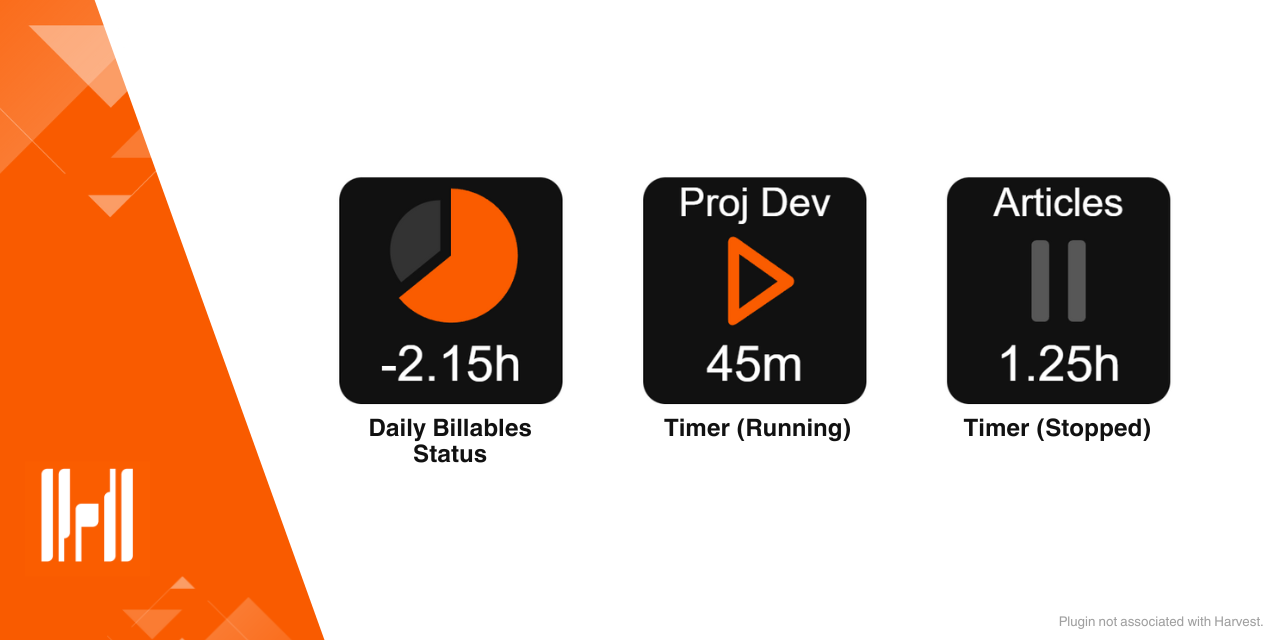 -2.15h
Daily Billables
Status
Proj Dev
45m
Timer (Running)
Articles
1.25h
Timer (Stopped)
Plugin not associated with Harvest.